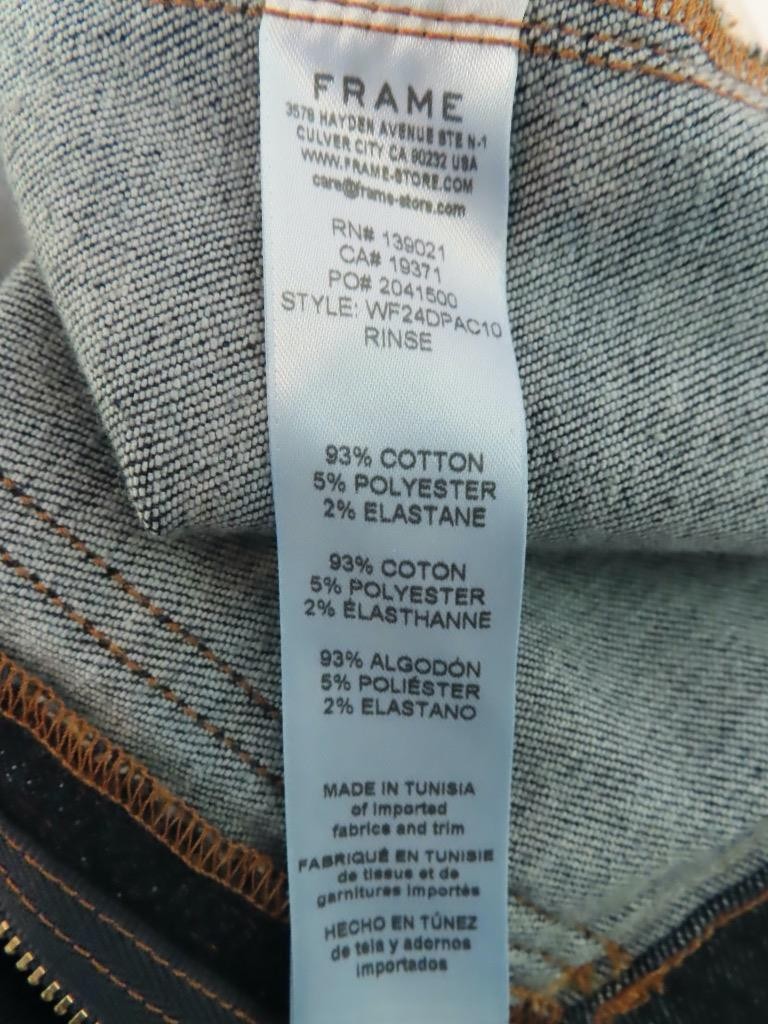 FRAME
3578 HAYDEN AVENUE STE N-1
CULVER CITY CA 90232 USA
WWW.FRAME-STORE.COM
care@frame-store.com
RN# 139021
CA# 19371
PO# 2041500
STYLE: WF24DPAC10
RINSE
93% COTTON
5% POLYESTER
2% ELASTANE
93% COTON
5% POLYESTER
2% ÉLASTHANNE
93% ALGODÓN
5% POLIÉSTER
2% ELASTANO
MADE IN TUNISIA
of imported
fabrics and trim
FABRIQUÉ EN TUNISIE
de tissus et de
garnitures importés
HECHO EN TÚNEZ
de tela y adornos
importados